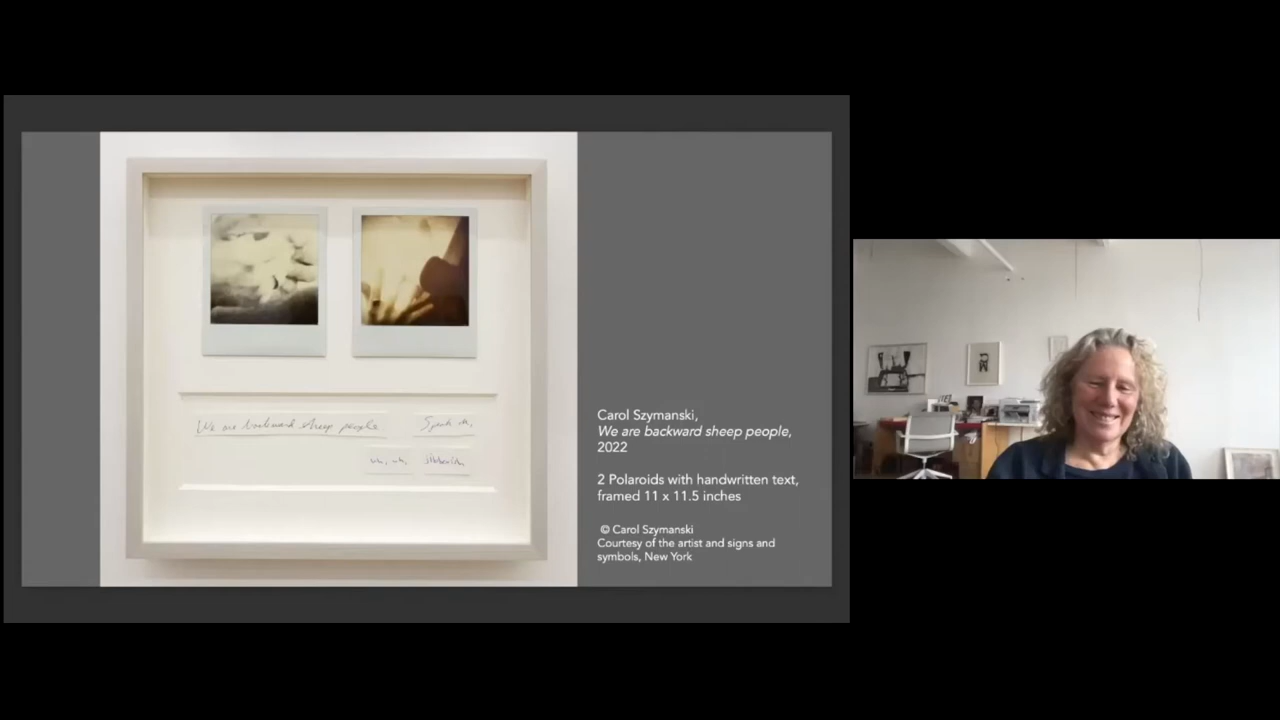 We are backward sheep people
Carol Szymanski,
We are backward sheep people,
2022
2 Polaroids with handwritten text,
framed 11 x 11.5 inches
© Carol Szymanski
Courtesy of the artist and signs and
symbols, New York